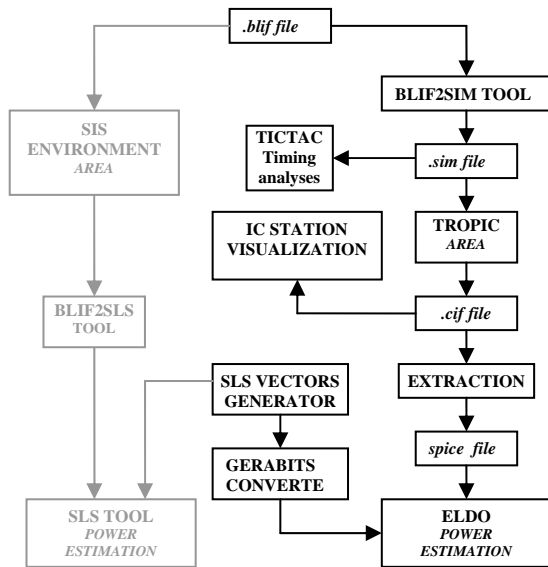 .blif file
BLIF2SIM TOOL
SIS
ENVIRONMENT
AREA
TICTAC
Timing
analyses
.sim file
IC STATION
VISUALIZATION
TROPIC
AREA
BLIF2SLS
TOOL
.cif file
SLS VECTORS
GENERATOR
EXTRACTION
GERABITS
CONVERTE
spice file
SLS TOOL
POWER
ESTIMATION
ELDO
POWER
ESTIMATION